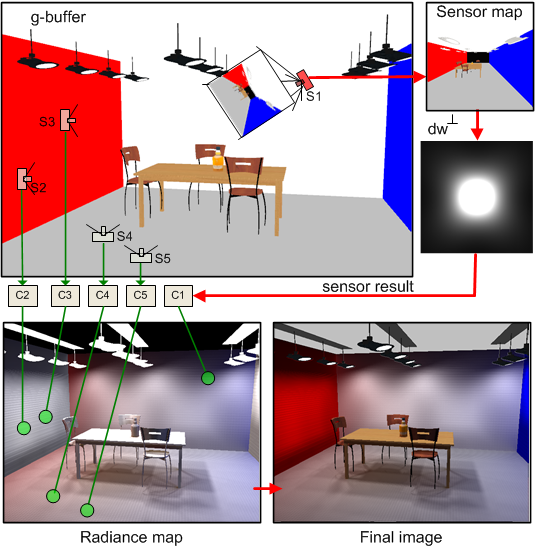 g-buffer
Sensor map
S1
S3
dw⊥
S2
S4
S5
sensor result
C2
C3
C4
C5
C1
Radiance map
Final image